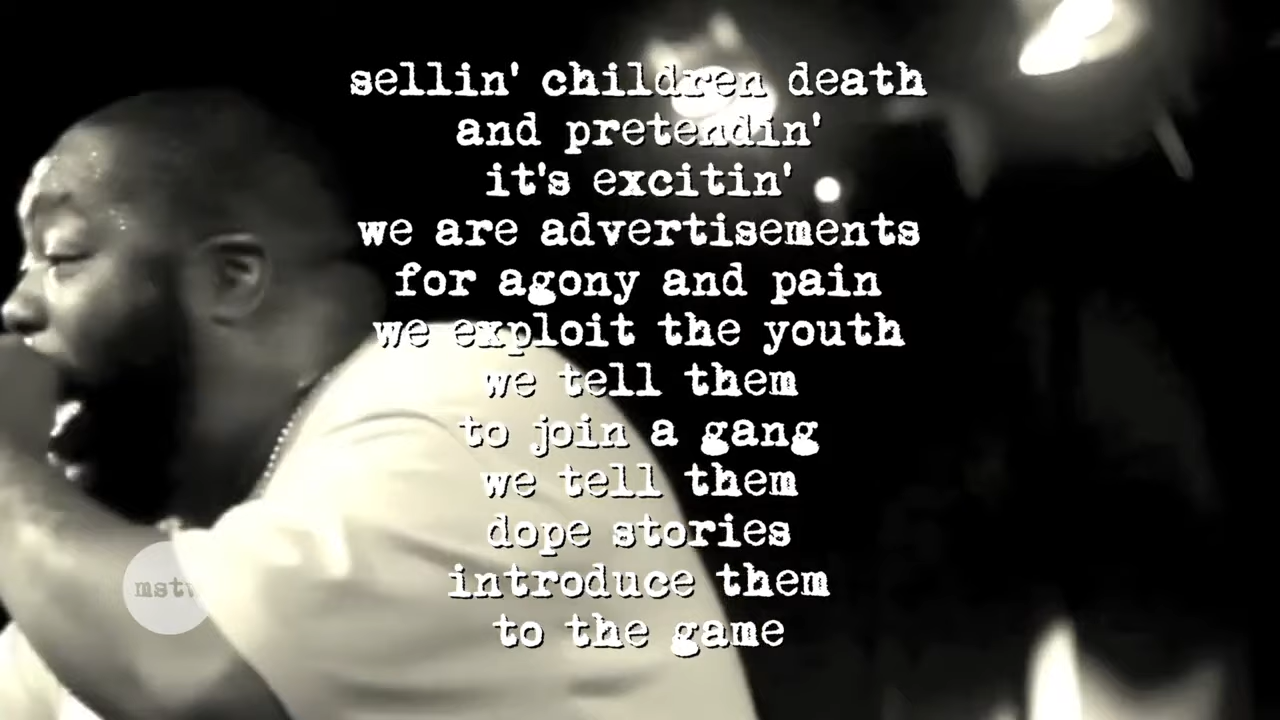 sellin' children death
and pretendin'
it's excitin'
we are advertisements
for agony and pain
we exploit the youth
we tell them
to join a gang
we tell them
dope stories
introduce them
to the game
mstv